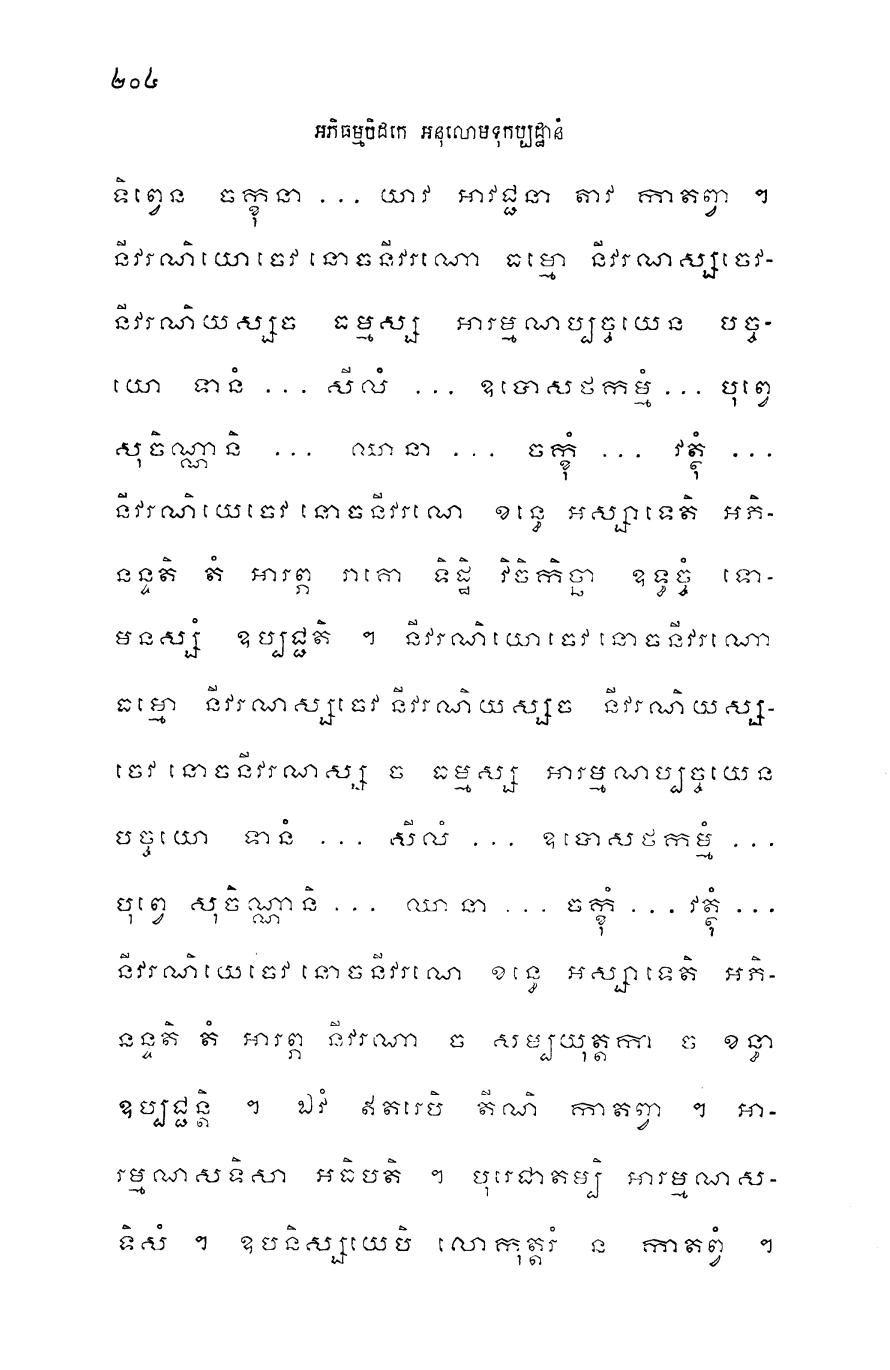 ២០៤
អភិធម្មបិដកេ អនុលោមទុកប្បដ្ឋានំ
ទិព្វេន ចក្ខុនា ... យាវ អាវជ្ជនា តាវ កាតព្វា ។
នីវរណិយោចេវ នោចនីវរណោ ធម្មោ នីវរណស្សចេវ-
នីវរណិយស្សច ធម្មស្ស អារម្មណប្បច្ចយេន បច្ច-
យោ ទានំ ... សីលំ ... ឧបោសថកម្មំ ... បុព្វេ
សុចិណ្ណានិ ... ឈានា ... ចក្ខុំ ... វត្ថុំ ...
នីវរណិយេចេវ នោចនីវរណេ ខន្ធេ អស្សាទេតិ អភិ-
នន្ទតិ តំ អារព្ភ រាគោ ទិដ្ឋិ វិចិកិច្ឆា ឧទ្ធច្ចំ ទោ-
មនស្សំ ឧប្បជ្ជតិ ។ នីវរណិយោចេវ នោចនីវរណោ
ធម្មោ នីវរណស្សចេវ នីវរណិយស្សច នីវរណិយស្ស-
ចេវ នោចនីវរណស្ស ច ធម្មស្ស អារម្មណប្បច្ចយេន
បច្ចយោ ទានំ ... សីលំ ... ឧបោសថកម្មំ ...
បុព្វេ សុចិណ្ណានិ ... ឈានា ... ចក្ខុំ ... វត្ថុំ ...
នីវរណិយេចេវ នោចនីវរណេ ខន្ធេ អស្សាទេតិ អភិ-
នន្ទតិ តំ អារព្ភ នីវរណា ច សម្បយុត្តកា ច ខន្ធា
ឧប្បជ្ជន្តិ ។ ឯវំ ឥតរេបិ តីណិ កាតព្វា ។ អា-
រម្មណសទិសា អធិបតិ ។ បុរេជាតម្បិ អារម្មណស-
ទិសំ ។ ឧបនិស្សយេបិ លោកុត្តរំ ន កាតព្វំ ។